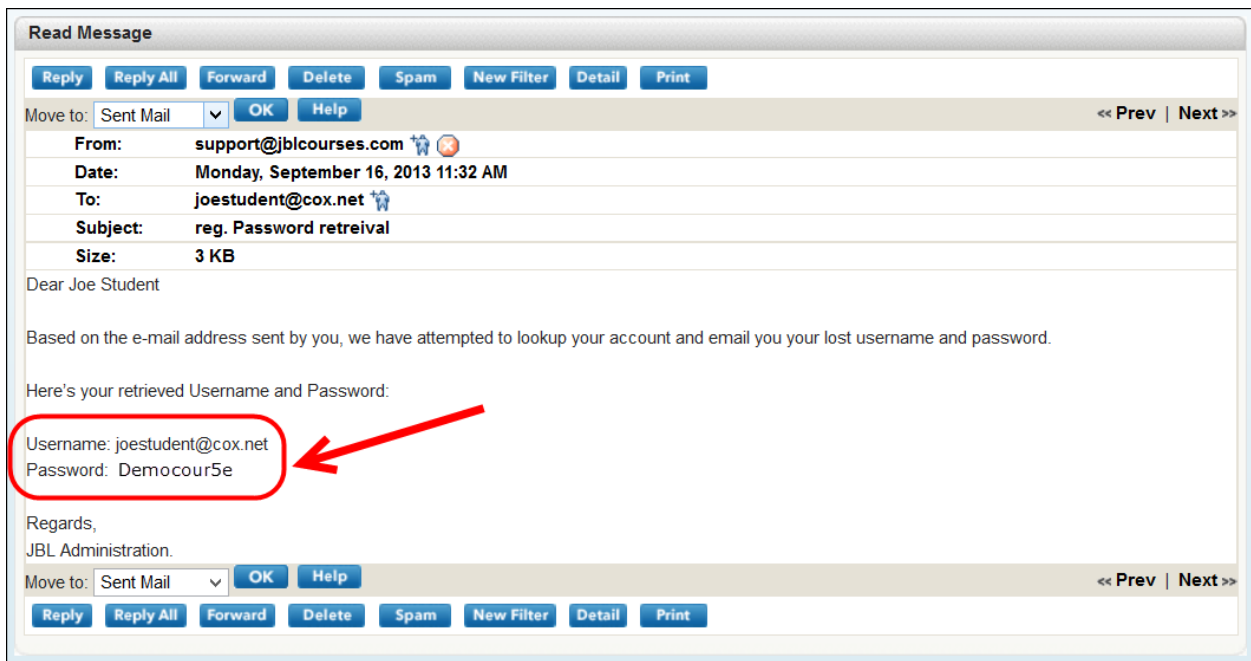 Read Message
Reply Reply All Forward Delete Spam New Filter Detail Print
Move to: Sent Mail OK Help << Prev | Next >>
From: support@jblcourses.com
Date: Monday, September 16, 2013 11:32 AM
To: joestudent@cox.net
Subject: reg. Password retreival
Size: 3 KB
Dear Joe Student
Based on the e-mail address sent by you, we have attempted to lookup your account and email you your lost username and password.
Here's your retrieved Username and Password:
Username: joestudent@cox.net
Password: Democour5e
Regards,
JBL Administration.
Move to: Sent Mail OK Help << Prev | Next >>
Reply Reply All Forward Delete Spam New Filter Detail Print